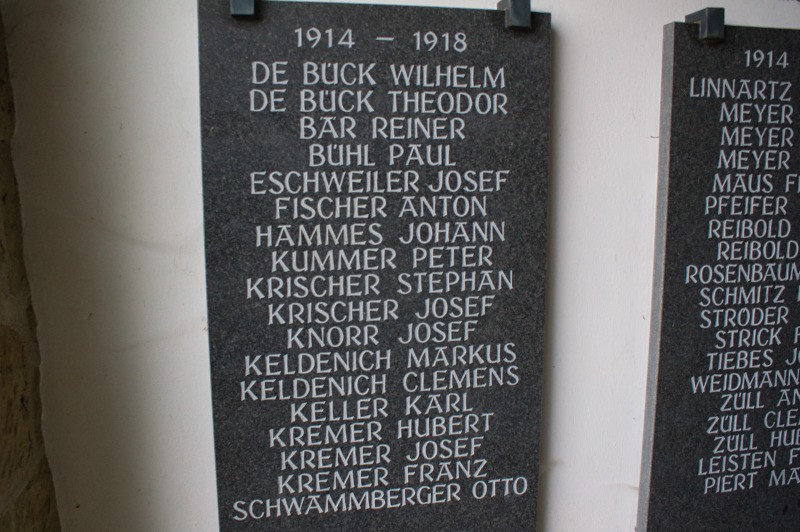 1914 – 1918
DE BÜCK WILHELM
DE BÜCK THEODOR
BÄR REINER
BÜHL PAUL
ESCHWEILER JOSEF
FISCHER ANTON
HAMMES JOHANN
KUMMER PETER
KRISCHER STEPHAN
KRISCHER JOSEF
KNORR JOSEF
KELDENICH MARKUS
KELDENICH CLEMENS
KELLER KARL
KREMER HUBERT
KREMER JOSEF
KREMER FRANZ
SCHWAMMBERGER OTTO
1914
LINNARTZ
MEYER
MEYER
MEYER
MAUS
PFEIFER
REIBOLD
REIBOLD
ROSENBAUM
SCHMITZ
STRODER
STRICK
TIEBES
WEIDMANN
ZÜLL
ZÜLL
ZÜLL
LEISTEN
PIERT